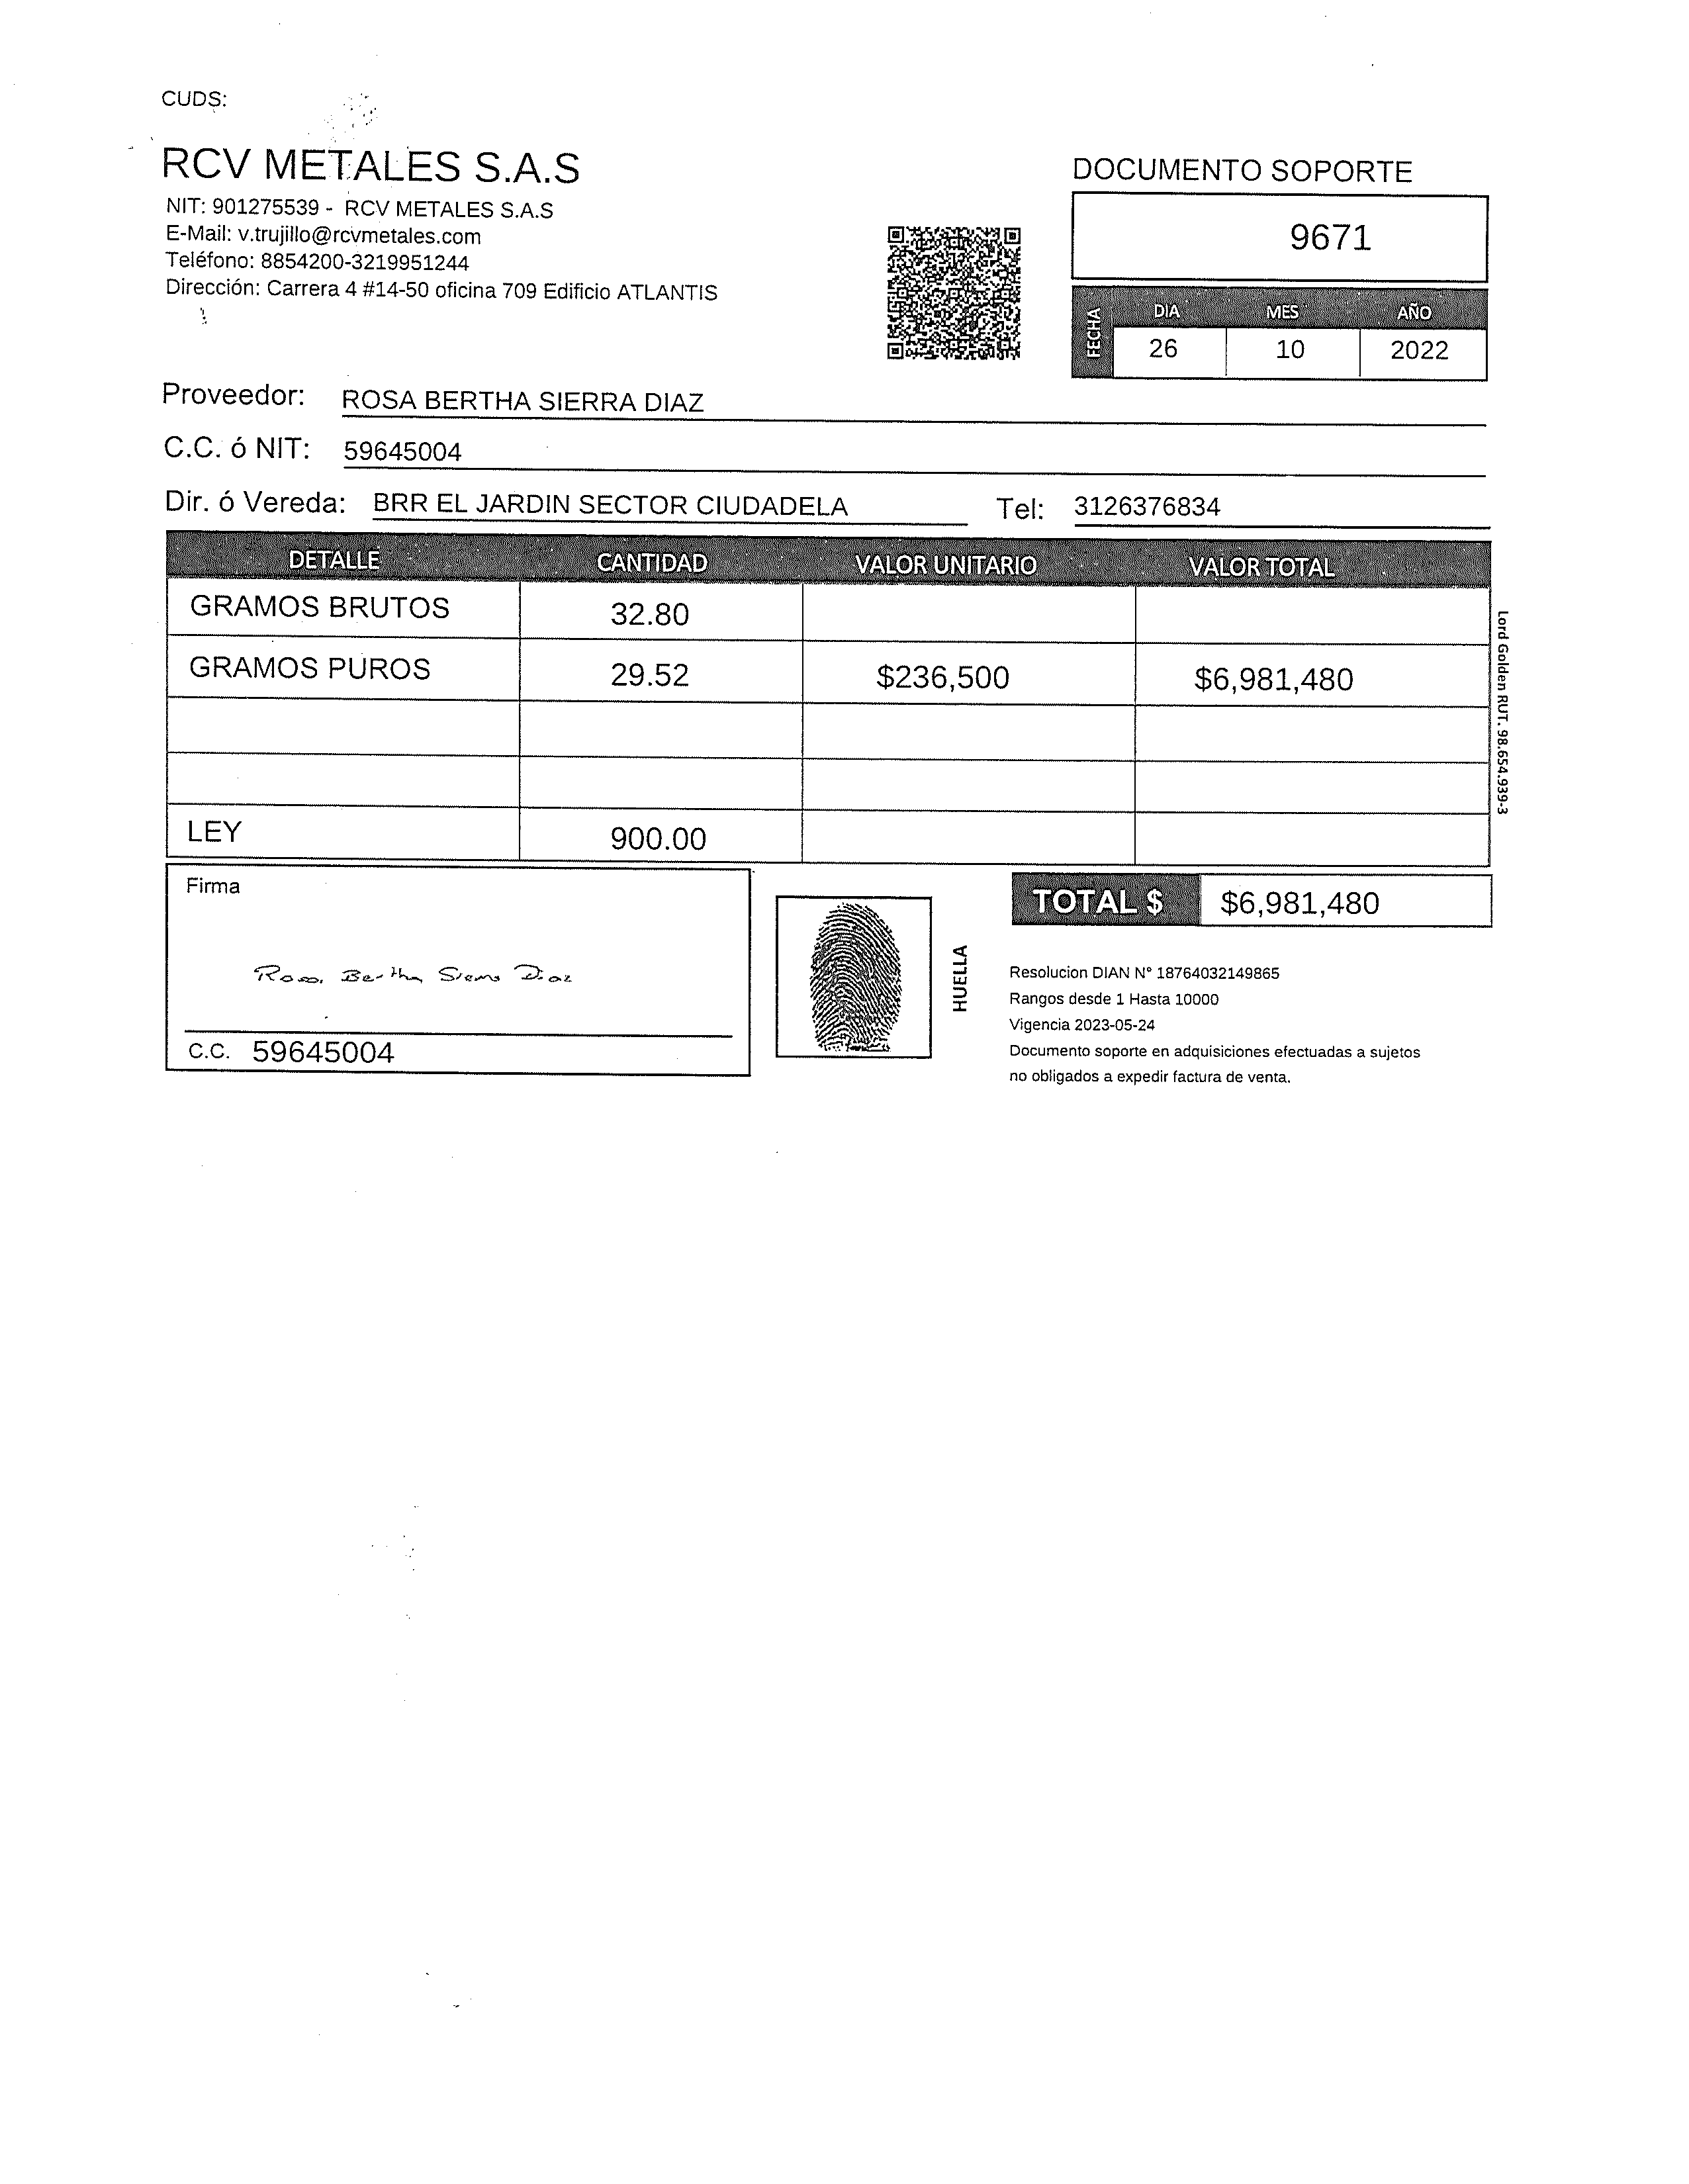 CUDS:
RCV METALES S.A.S
NIT: 901275539 - RCV METALES S.A.S
E-Mail: v.trujillo@rcvmetales.com
Teléfono: 8854200-3219951244
Dirección: Carrera 4 #14-50 oficina 709 Edificio ATLANTIS
DOCUMENTO SOPORTE
9671
FECHA
DIA MES AÑO
26 10 2022
Proveedor: ROSA BERTHA SIERRA DIAZ
C.C. ó NIT: 59645004
Dir. ó Vereda: BRR EL JARDIN SECTOR CIUDADELA Tel: 3126376834
DETALLE CANTIDAD VALOR UNITARIO VALOR TOTAL
GRAMOS BRUTOS 32.80
GRAMOS PUROS 29.52 $236,500 $6,981,480
LEY 900.00
Lord Golden RUT. 98.654.939-3
Firma
Rosa Bertha Sierra Diaz
C.C. 59645004
HUELLA
TOTAL $ $6,981,480
Resolucion DIAN N° 18764032149865
Rangos desde 1 Hasta 10000
Vigencia 2023-05-24
Documento soporte en adquisiciones efectuadas a sujetos
no obligados a expedir factura de venta.